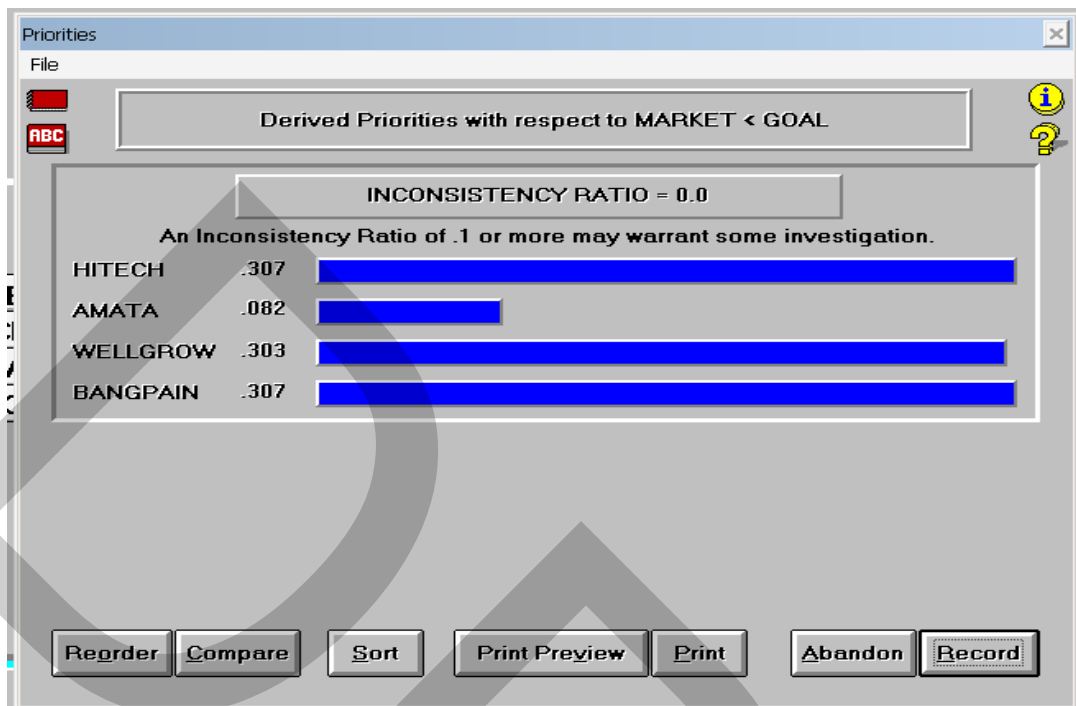 Priorities
File
ABC
Derived Priorities with respect to MARKET < GOAL
INCONSISTENCY RATIO = 0.0
An Inconsistency Ratio of .1 or more may warrant some investigation.
HITECH .307
AMATA .082
WELLGROW .303
BANGPAIN .307
Reorder Compare Sort Print Preview Print Abandon Record